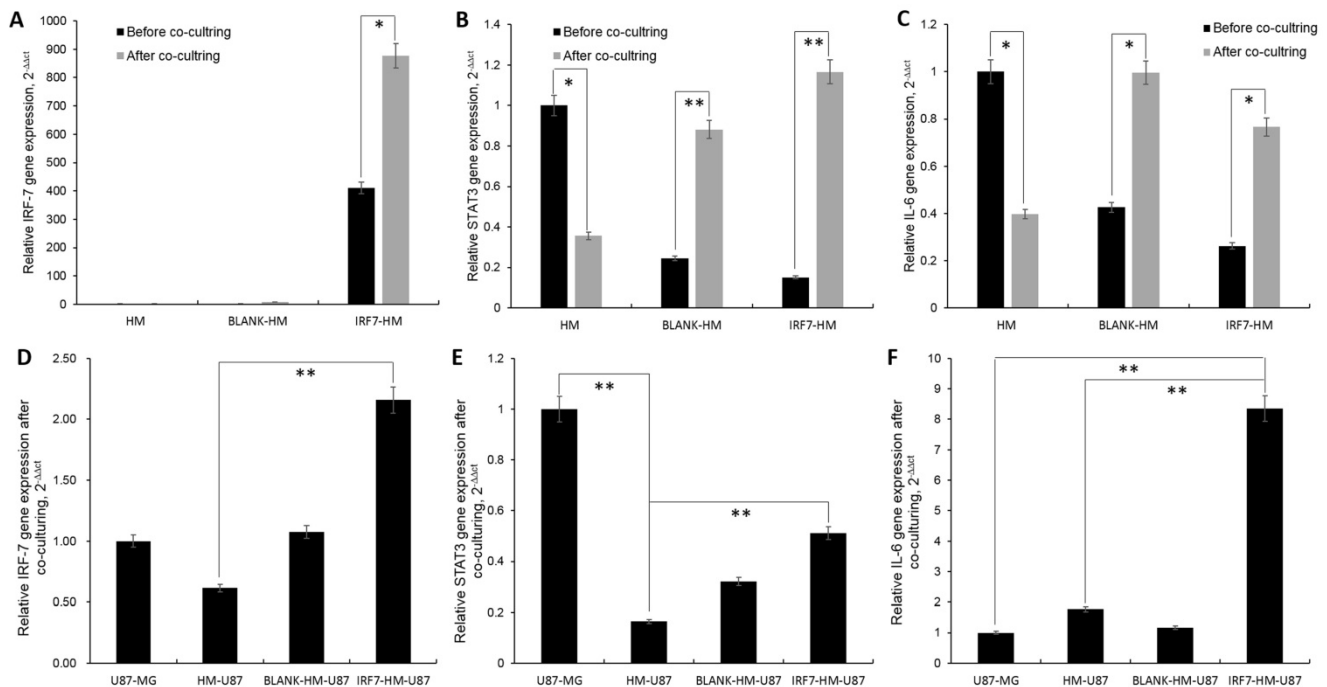 A
Relative IRF-7 gene expression, 2-ΔΔct
1000
900
800
700
600
500
400
300
200
100
0
Before co-cultring
After co-cultring
*
HM
BLANK-HM
IRF7-HM
B
Relative STAT3 gene expression, 2-ΔΔct
1.4
1.2
1
0.8
0.6
0.4
0.2
0
Before co-cultring
After co-cultring
*
**
**
HM
BLANK-HM
IRF7-HM
C
Relative IL-6 gene expression, 2-ΔΔct
1.2
1
0.8
0.6
0.4
0.2
0
Before co-cultring
After co-cultring
*
*
*
HM
BLANK-HM
IRF7-HM
D
Relative IRF-7 gene expression after
co-culturing, 2-ΔΔct
2.50
2.00
1.50
1.00
0.50
0.00
**
U87-MG
HM-U87
BLANK-HM-U87
IRF7-HM-U87
E
Relative STAT3 gene expression after
co-culturing, 2-ΔΔct
1.2
1
0.8
0.6
0.4
0.2
0
**
**
U87-MG
HM-U87
BLANK-HM-U87
IRF7-HM-U87
F
Relative IL-6 gene expression after
co-culturing, 2-ΔΔct
10
9
8
7
6
5
4
3
2
1
0
**
**
U87-MG
HM-U87
BLANK-HM-U87
IRF7-HM-U87